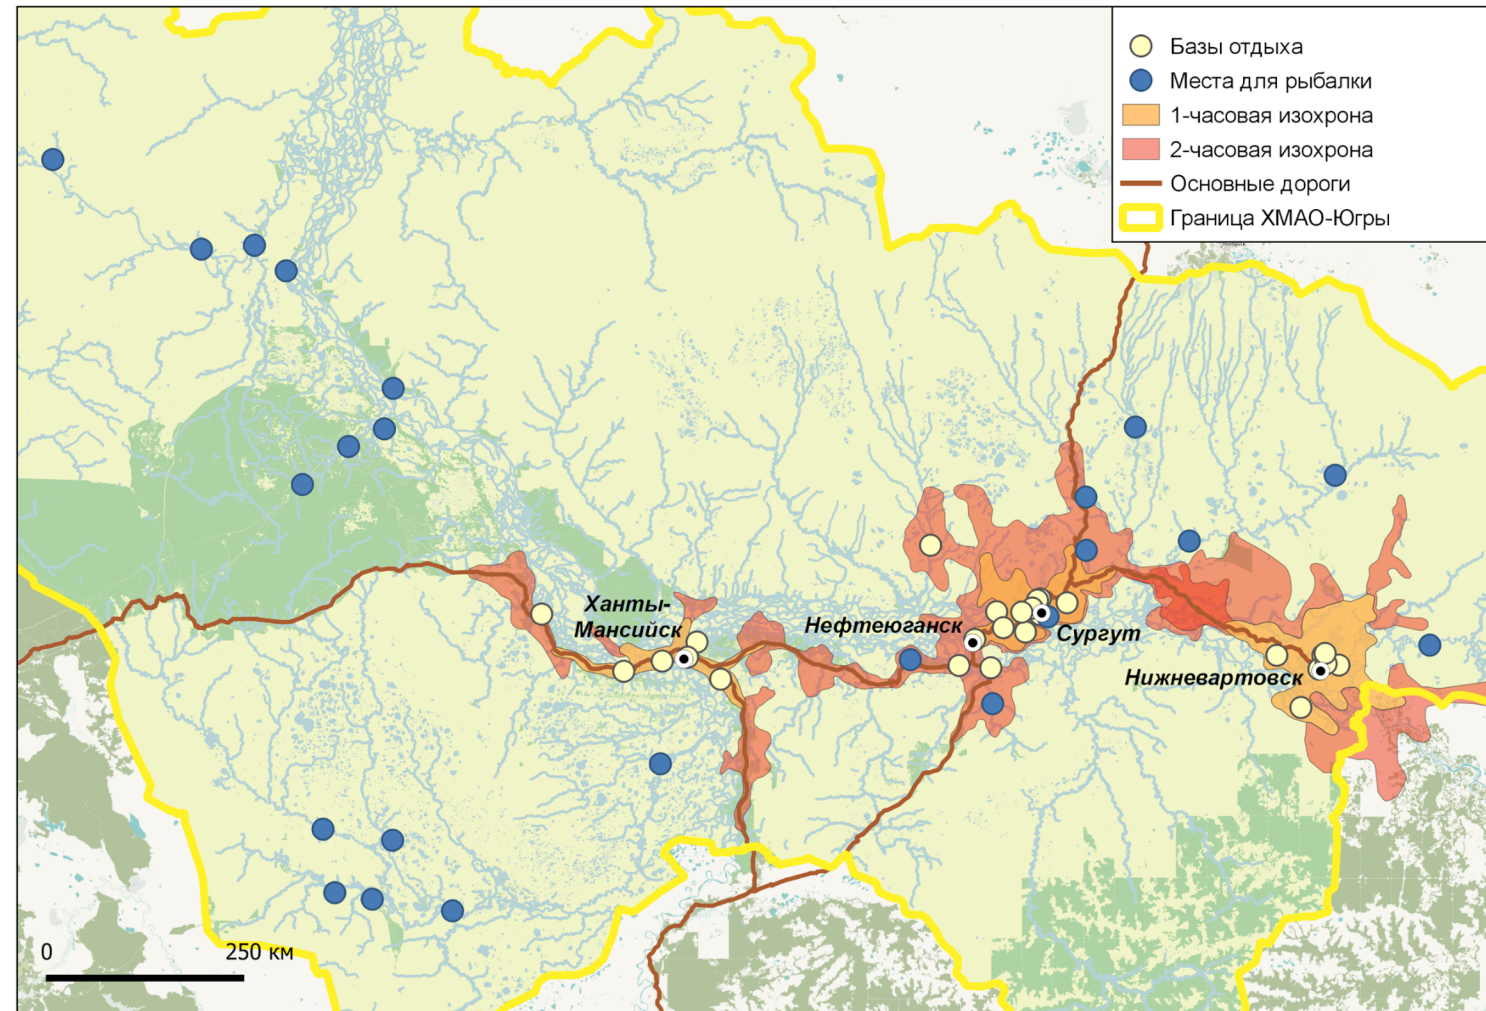 Базы отдыха
Места для рыбалки
1-часовая изохрона
2-часовая изохрона
Основные дороги
Граница ХМАО-Югры
Ханты-
Мансийск
Нефтеюганск
Сургут
Нижневартовск
0
250 км